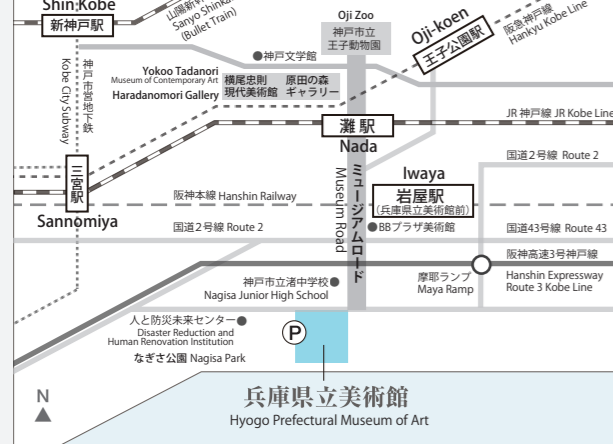 Shin Kobe
新神戸駅
山陽新幹
Sanyo Shinkan
(Bullet Train)
Oji Zoo
神戸市立
王子動物園
Oji-koen
王子公園駅
阪急神戸線
Hankyu Kobe Line
神戸文学館
Yokoo Tadanori
Museum of Contemporary Art
Haradanomori Gallery
横尾忠則
現代美術館
原田の森
ギャラリー
神戸市営地下鉄
Kobe City Subway
灘駅
Nada
JR 神戸線 JR Kobe Line
国道2号線 Route 2
三宮駅
Sannomiya
阪神本線 Hanshin Railway
国道2号線 Route 2
ミュージアムロード
Museum Road
Iwaya
岩屋駅
(兵庫県立美術館前)
BBプラザ美術館
国道43号線 Route 43
阪神高速3号神戸線
Hanshin Expressway
Route 3 Kobe Line
摩耶ランプ
Maya Ramp
神戸市立渚中学校
Nagisa Junior High School
人と防災未来センター
Disaster Reduction and
Human Renovation Institution
なぎさ公園 Nagisa Park
P
N
兵庫県立美術館
Hyogo Prefectural Museum of Art